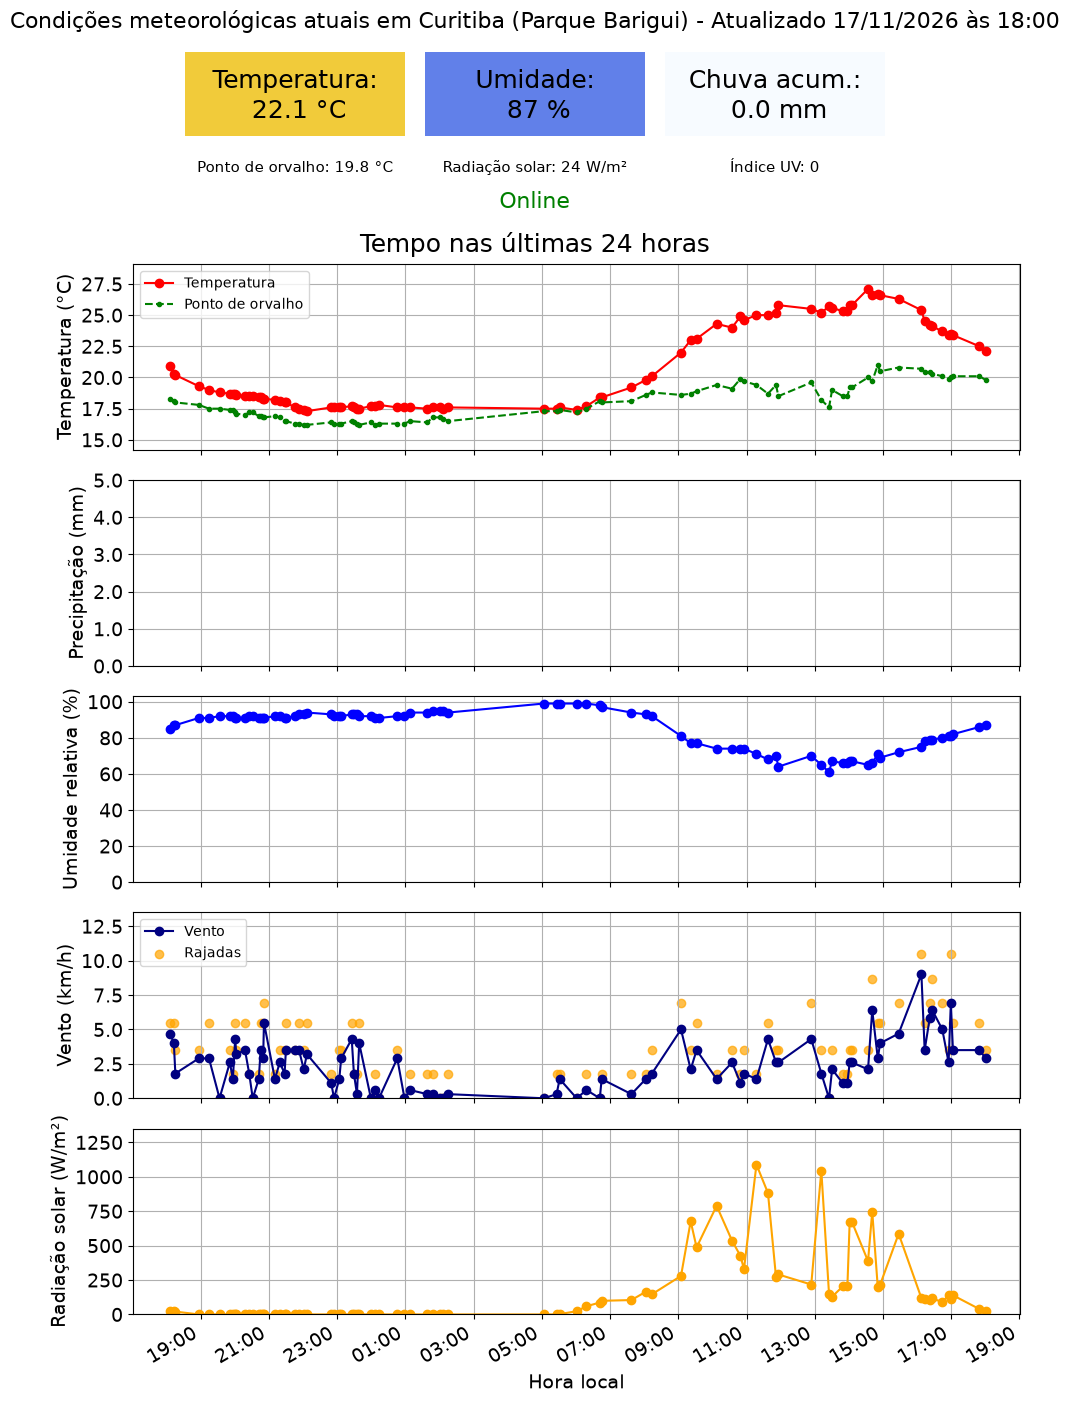 Condições meteorológicas atuais em Curitiba (Parque Barigui) - Atualizado 17/11/2026 às 18:00
Temperatura:
22.1 °C
Umidade:
87 %
Chuva acum.:
0.0 mm
Ponto de orvalho: 19.8 °C
Radiação solar: 24 W/m²
Índice UV: 0
Online
Tempo nas últimas 24 horas
Temperatura (°C)
27.5
25.0
22.5
20.0
17.5
15.0
Temperatura
Ponto de orvalho
Precipitação (mm)
5.0
4.0
3.0
2.0
1.0
0.0
Umidade relativa (%)
100
80
60
40
20
0
Vento (km/h)
12.5
10.0
7.5
5.0
2.5
0.0
Vento
Rajadas
Radiação solar (W/m²)
1250
1000
750
500
250
0
19:00
21:00
23:00
01:00
03:00
05:00
07:00
09:00
11:00
13:00
15:00
17:00
19:00
Hora local